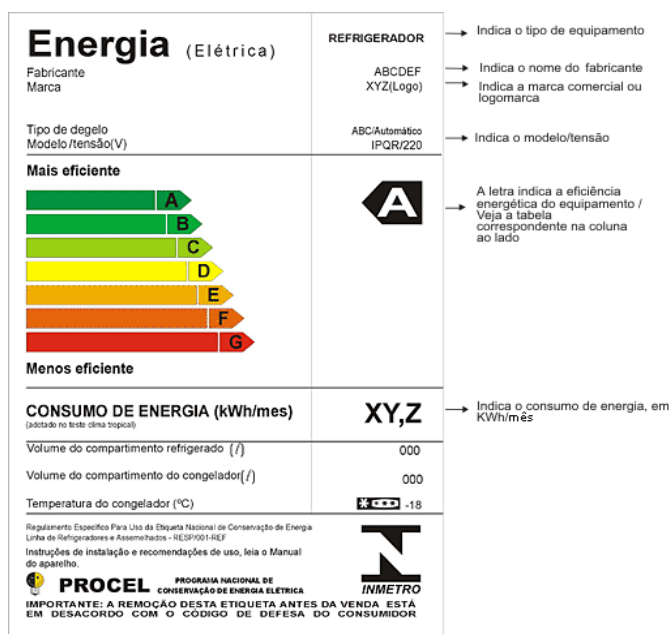 Energia (Elétrica)
REFRIGERADOR
Indica o tipo de equipamento
Fabricante
ABCDEF
Indica o nome do fabricante
Marca
XYZ(Logo)
Indica a marca comercial ou
logomarca
Tipo de degelo
ABC/Automático
Modelo/tensão(V)
IPQR/220
Indica o modelo/tensão
Mais eficiente
A
B
C
D
E
F
G
Menos eficiente
A
A letra indica a eficiência
energética do equipamento /
Veja a tabela
correspondente na coluna
ao lado
CONSUMO DE ENERGIA (kWh/mes)
(adotado no teste clima tropical)
XY,Z
Indica o consumo de energia, em
KWh/mês
Volume do compartimento refrigerado (ℓ)
000
Volume do compartimento do congelador(ℓ)
000
Temperatura do congelador (ºC)
-18
Regulamento Específico Para Uso da Etiqueta Nacional de Conservação de Energia
Linha de Refrigeradores e Assemelhados - RESP/001-REF
Instruções de instalação e recomendações de uso, leia o Manual
do aparelho.
PROCEL
PROGRAMA NACIONAL DE
CONSERVAÇÃO DE ENERGIA ELÉTRICA
INMETRO
IMPORTANTE: A REMOÇÃO DESTA ETIQUETA ANTES DA VENDA ESTÁ
EM DESACORDO COM O CÓDIGO DE DEFESA DO CONSUMIDOR